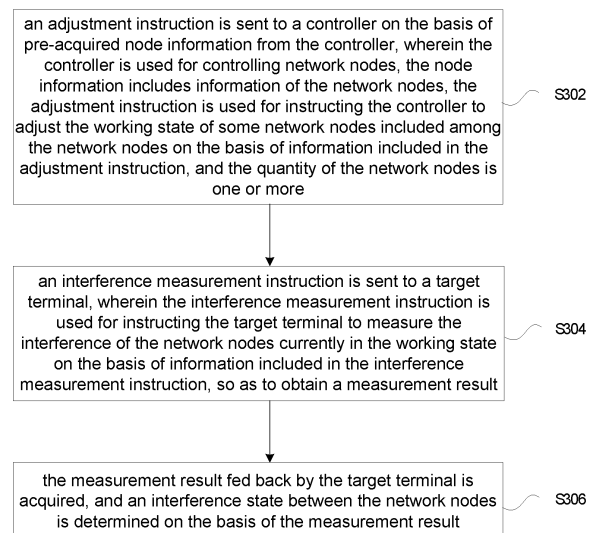 an adjustment instruction is sent to a controller on the basis of
pre-acquired node information from the controller, wherein the
controller is used for controlling network nodes, the node
information includes information of the network nodes, the
adjustment instruction is used for instructing the controller to
adjust the working state of some network nodes included among
the network nodes on the basis of information included in the
adjustment instruction, and the quantity of the network nodes is
one or more
S302
an interference measurement instruction is sent to a target
terminal, wherein the interference measurement instruction is
used for instructing the target terminal to measure the
interference of the network nodes currently in the working state
on the basis of information included in the interference
measurement instruction, so as to obtain a measurement result
S304
the measurement result fed back by the target terminal is
acquired, and an interference state between the network nodes
is determined on the basis of the measurement result
S306